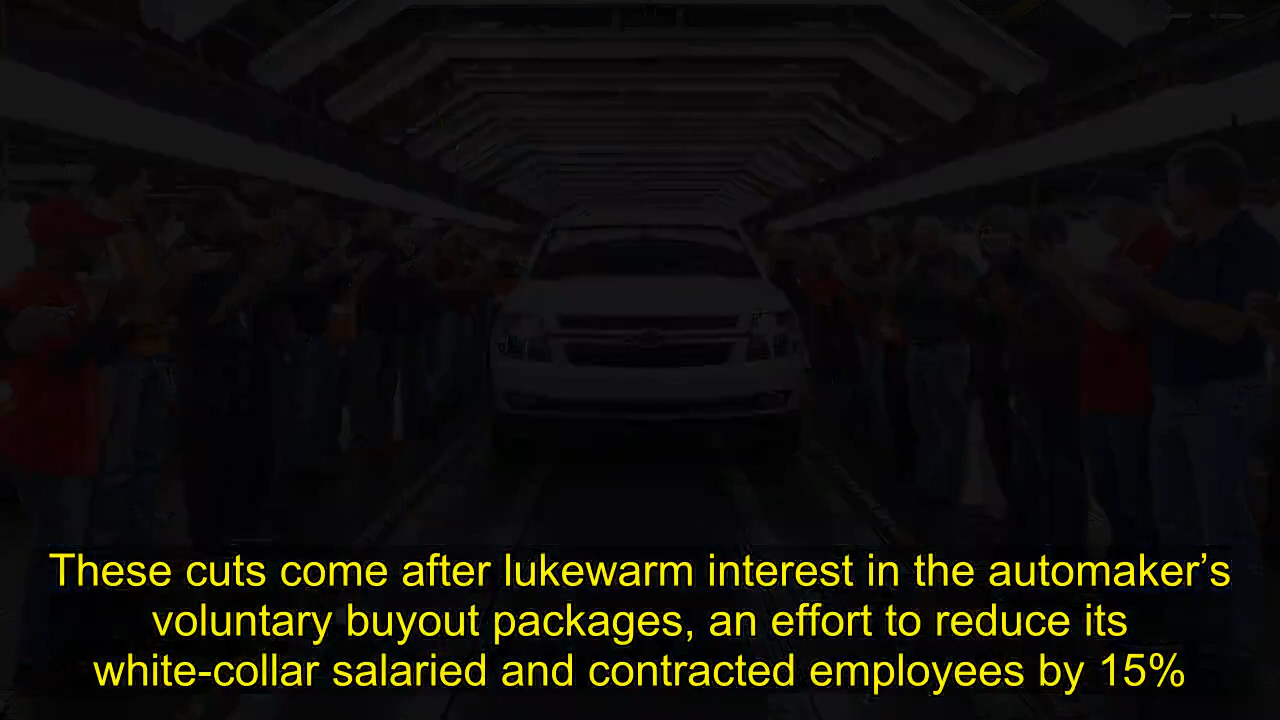 These cuts come after lukewarm interest in the automaker’s
voluntary buyout packages, an effort to reduce its
white-collar salaried and contracted employees by 15%